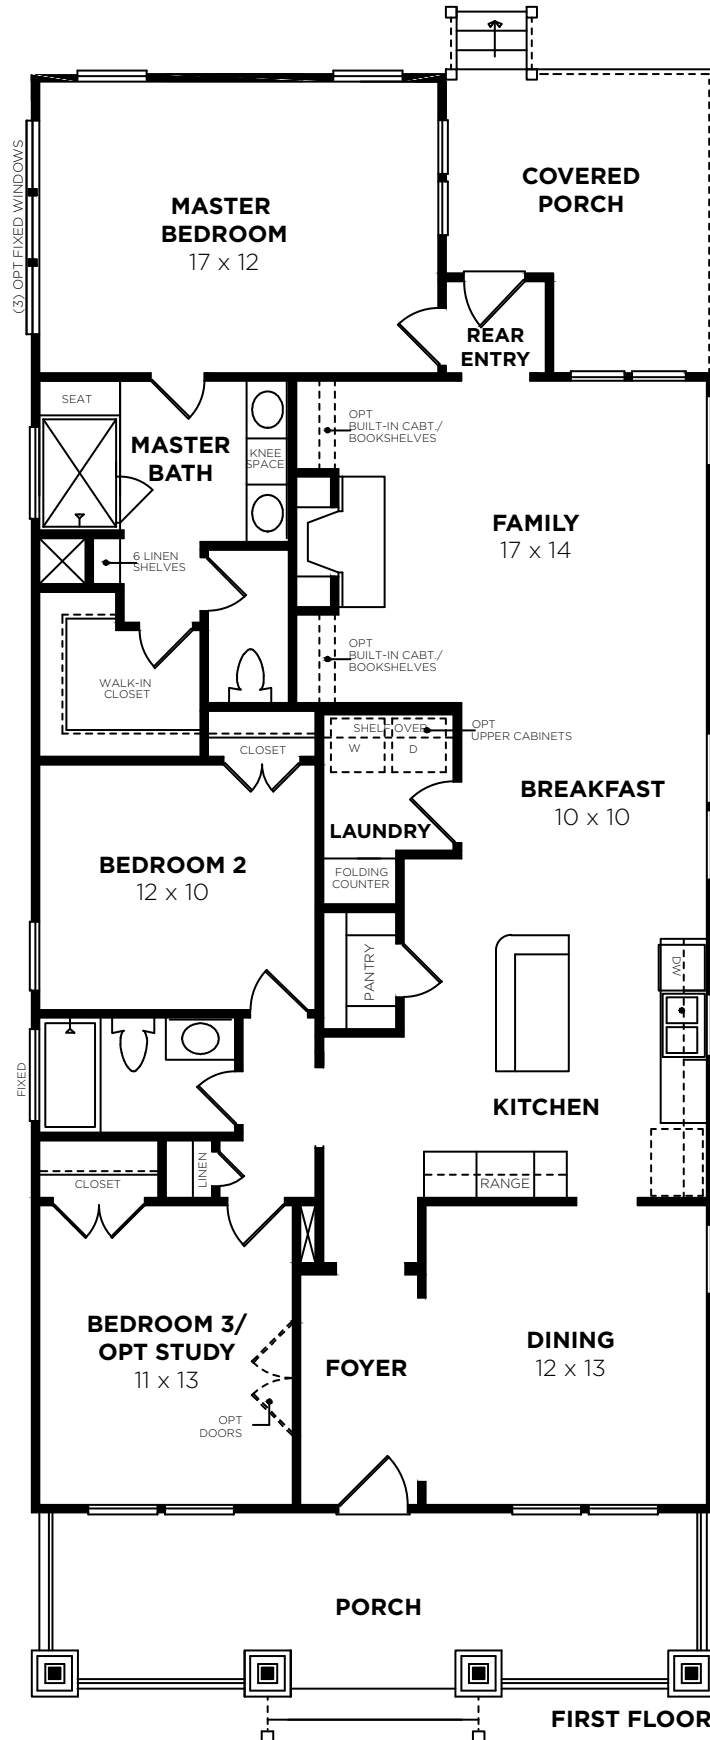 COVERED
PORCH
MASTER
BEDROOM
17 x 12
(3) OPT FIXED WINDOWS
REAR
ENTRY
SEAT
MASTER
BATH
KNEE
SPACE
OPT
BUILT-IN CABT./
BOOKSHELVES
FAMILY
17 x 14
6 LINEN
SHELVES
OPT
BUILT-IN CABT./
BOOKSHELVES
WALK-IN
CLOSET
CLOSET
SHELF OVER
W
D
OPT
UPPER CABINETS
BREAKFAST
10 x 10
LAUNDRY
BEDROOM 2
12 x 10
FOLDING
COUNTER
PANTRY
DW
FIXED
KITCHEN
LINEN
CLOSET
RANGE
BEDROOM 3/
OPT STUDY
11 x 13
OPT
DOORS
FOYER
DINING
12 x 13
PORCH
FIRST FLOOR